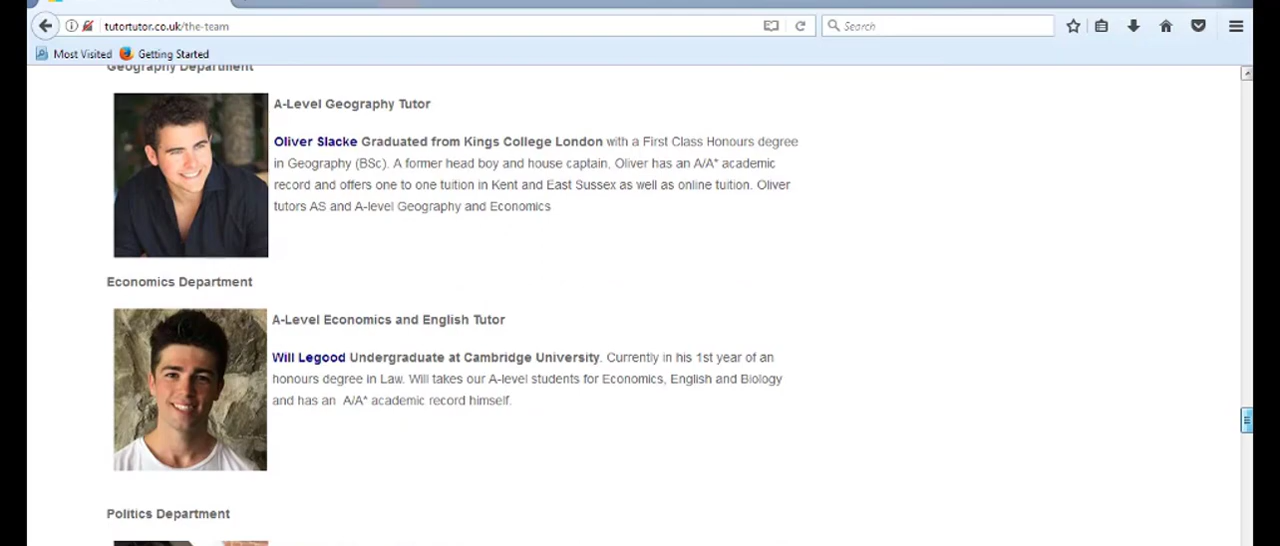 tutortutor.co.uk/the-team
Search
Most Visited Getting Started
Geography Department
A-Level Geography Tutor
Oliver Slacke Graduated from Kings College London with a First Class Honours degree
in Geography (BSc). A former head boy and house captain, Oliver has an A/A* academic
record and offers one to one tuition in Kent and East Sussex as well as online tuition. Oliver
tutors AS and A-level Geography and Economics
Economics Department
A-Level Economics and English Tutor
Will Legood Undergraduate at Cambridge University. Currently in his 1st year of an
honours degree in Law. Will takes our A-level students for Economics, English and Biology
and has an A/A* academic record himself.
Politics Department